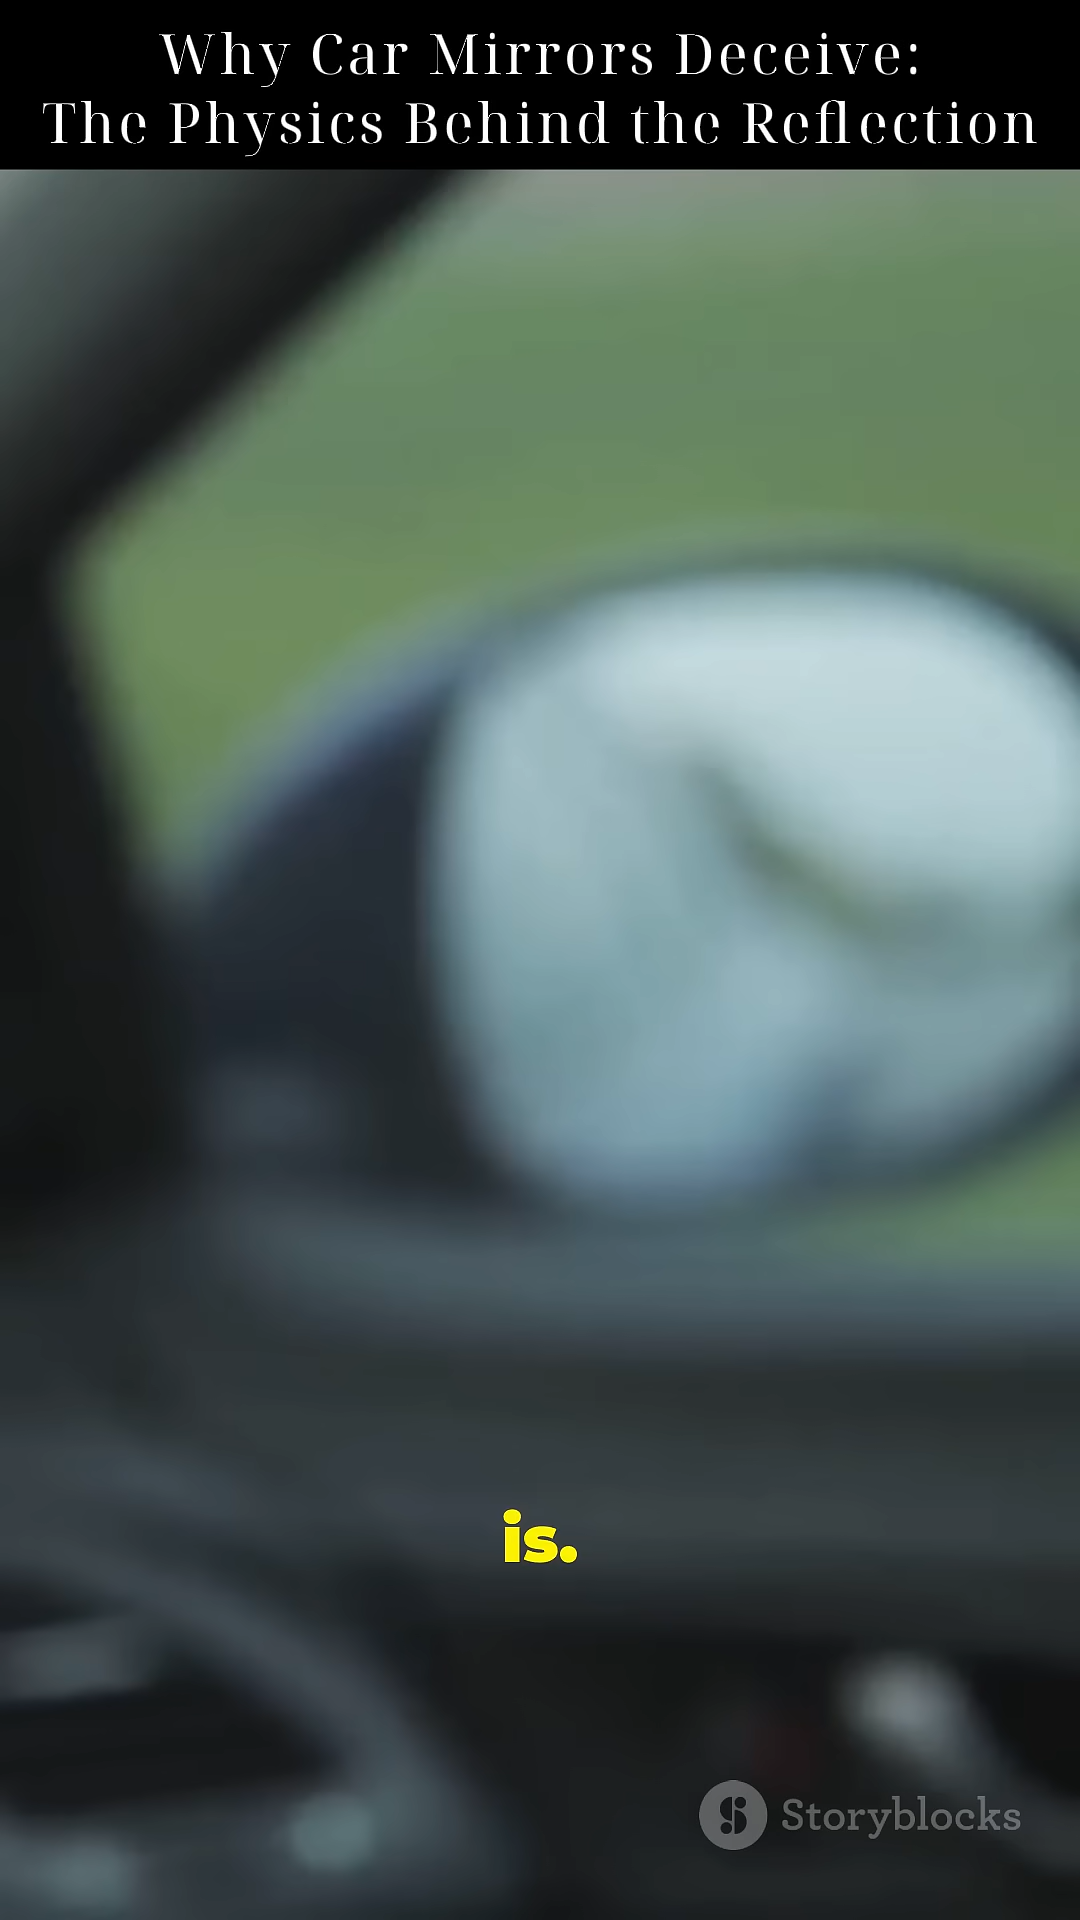 Why Car Mirrors Deceive:
The Physics Behind the Reflection
is.
Storyblocks